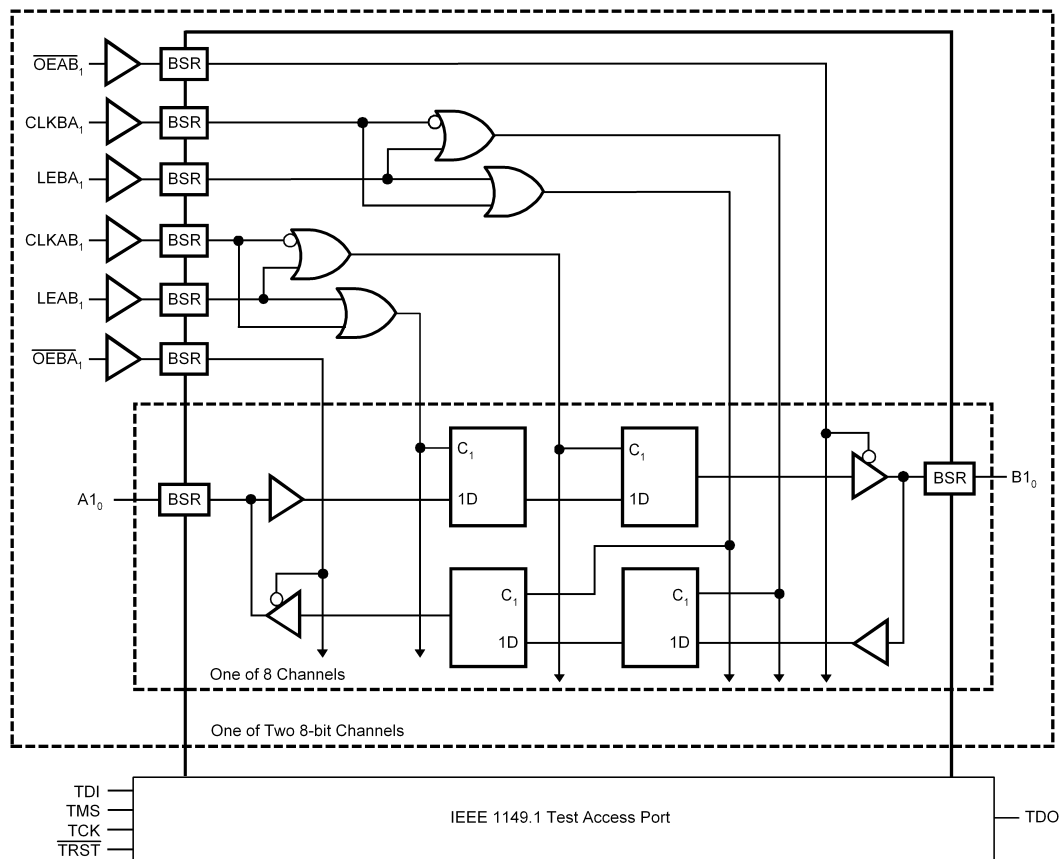 OEAB1
BSR
CLKBA1
BSR
LEBA1
BSR
CLKAB1
BSR
LEAB1
BSR
OEBA1
BSR
C1
C1
A10
BSR
1D
1D
BSR
B10
C1
C1
1D
1D
One of 8 Channels
One of Two 8-bit Channels
TDI
TMS
TCK
TRST
IEEE 1149.1 Test Access Port
TDO